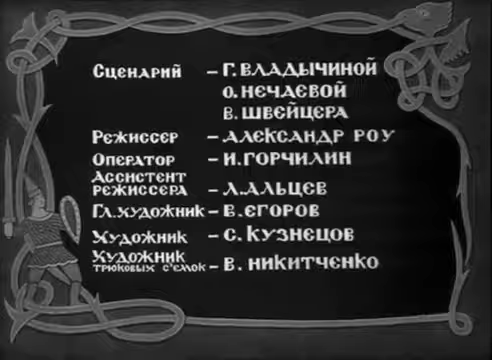 Сценарий – Г. ВЛАДЫЧИНОЙ
О. НЕЧАЕВОЙ
В. ШВЕЙЦЕРА
Режиссер – АЛЕКСАНДР РОУ
Оператор – И. ГОРЧИЛИН
Ассистент
режиссера – Л. АЛЬЦЕВ
Гл. художник – В. ЕГОРОВ
Художник – С. КУЗНЕЦОВ
Художник
трюковых с'емок – В. НИКИТЧЕНКО